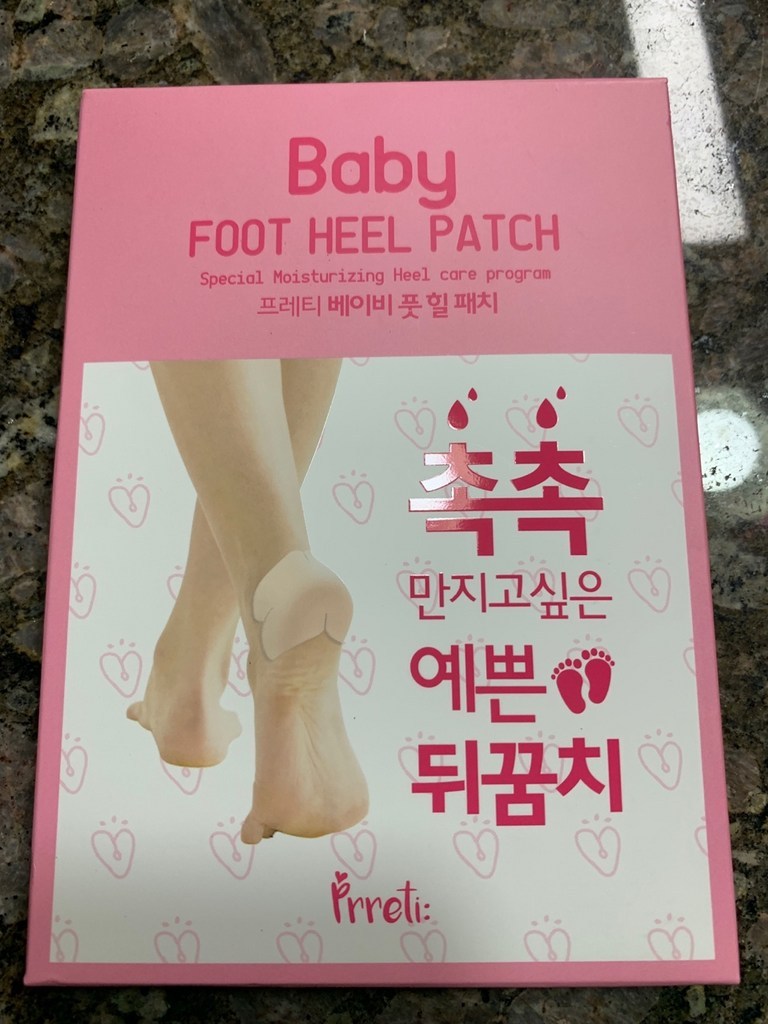 Baby
FOOT HEEL PATCH
Special Moisturizing Heel care program
프레티 베이비 풋 힐 패치
촉촉
만지고싶은
예쁜
뒤꿈치
Prreti: